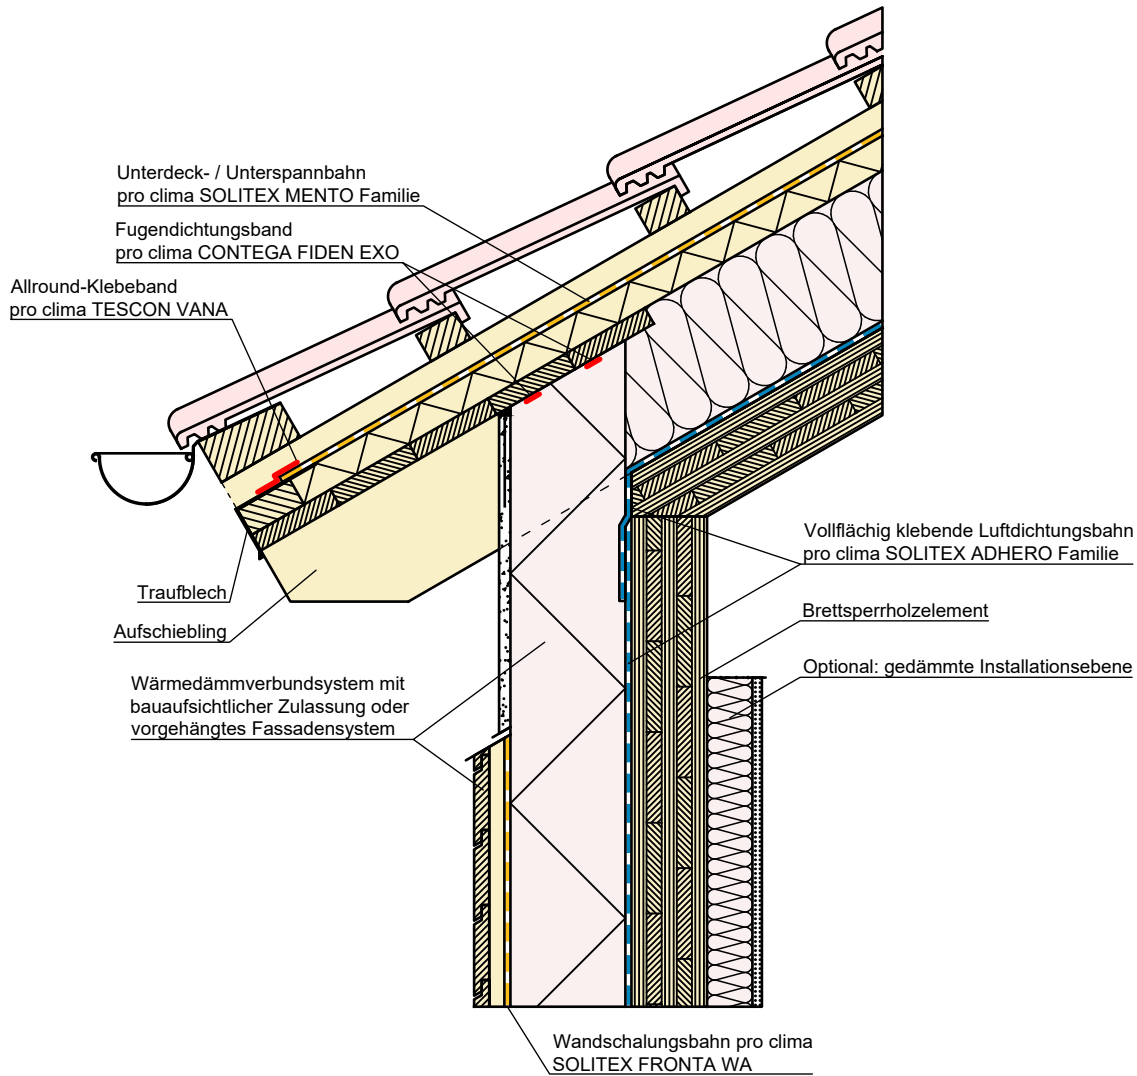 Unterdeck- / Unterspannbahn
pro clima SOLITEX MENTO Familie
Fugendichtungsband
pro clima CONTEGA FIDEN EXO
Allround-Klebeband
pro clima TESCON VANA
Vollflächig klebende Luftdichtungsbahn
pro clima SOLITEX ADHERO Familie
Traufblech
Brettsperrholzelement
Aufschiebling
Optional: gedämmte Installationsebene
Wärmedämmverbundsystem mit
bauaufsichtlicher Zulassung oder
vorgehängtes Fassadensystem
Wandschalungsbahn pro clima
SOLITEX FRONTA WA